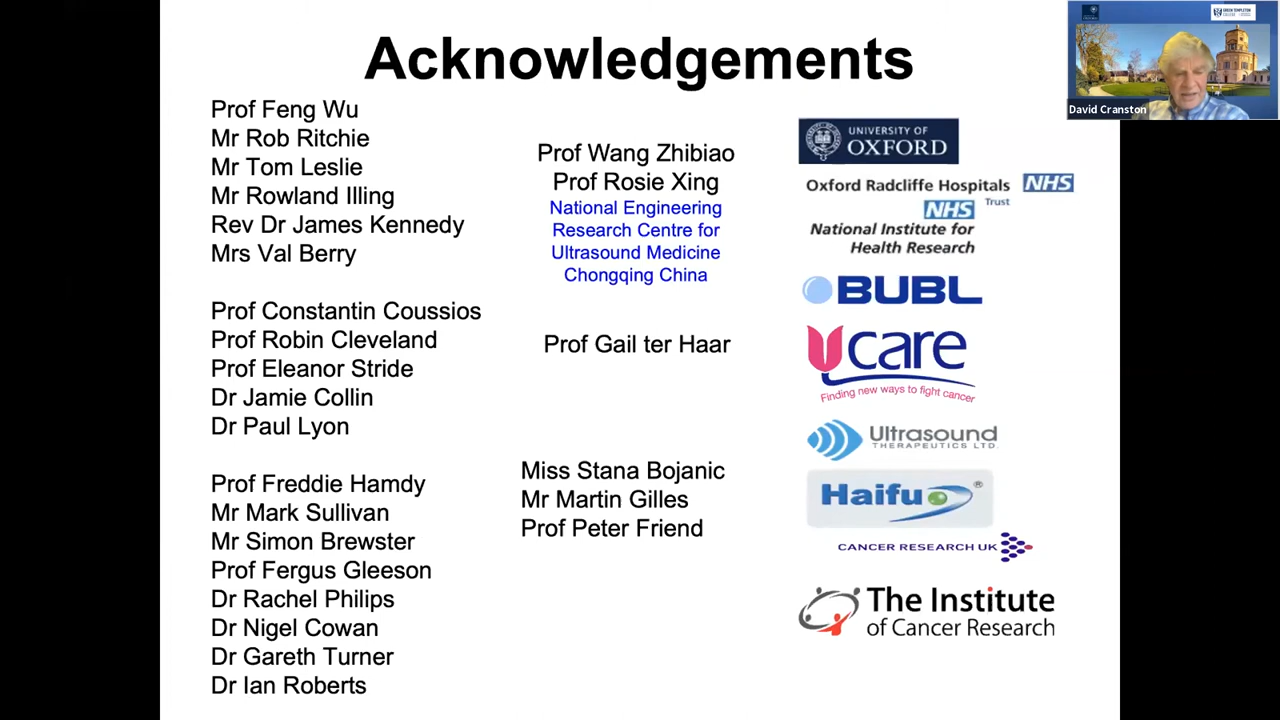 Acknowledgements
Prof Feng Wu
Mr Rob Ritchie
Mr Tom Leslie
Mr Rowland Illing
Rev Dr James Kennedy
Mrs Val Berry
Prof Constantin Coussios
Prof Robin Cleveland
Prof Eleanor Stride
Dr Jamie Collin
Dr Paul Lyon
Prof Freddie Hamdy
Mr Mark Sullivan
Mr Simon Brewster
Prof Fergus Gleeson
Dr Rachel Philips
Dr Nigel Cowan
Dr Gareth Turner
Dr Ian Roberts
Prof Wang Zhibiao
Prof Rosie Xing
National Engineering
Research Centre for
Ultrasound Medicine
Chongqing China
Prof Gail ter Haar
Miss Stana Bojanic
Mr Martin Gilles
Prof Peter Friend
UNIVERSITY OF
OXFORD
Oxford Radcliffe Hospitals NHS
Trust
NHS
National Institute for
Health Research
BUBL
Ucare
Finding new ways to fight cancer
Ultrasound
THERAPEUTICS LTD.
Haifu ®
CANCER RESEARCH UK
The Institute
of Cancer Research
GREEN TEMPLETON
COLLEGE
David Cranston